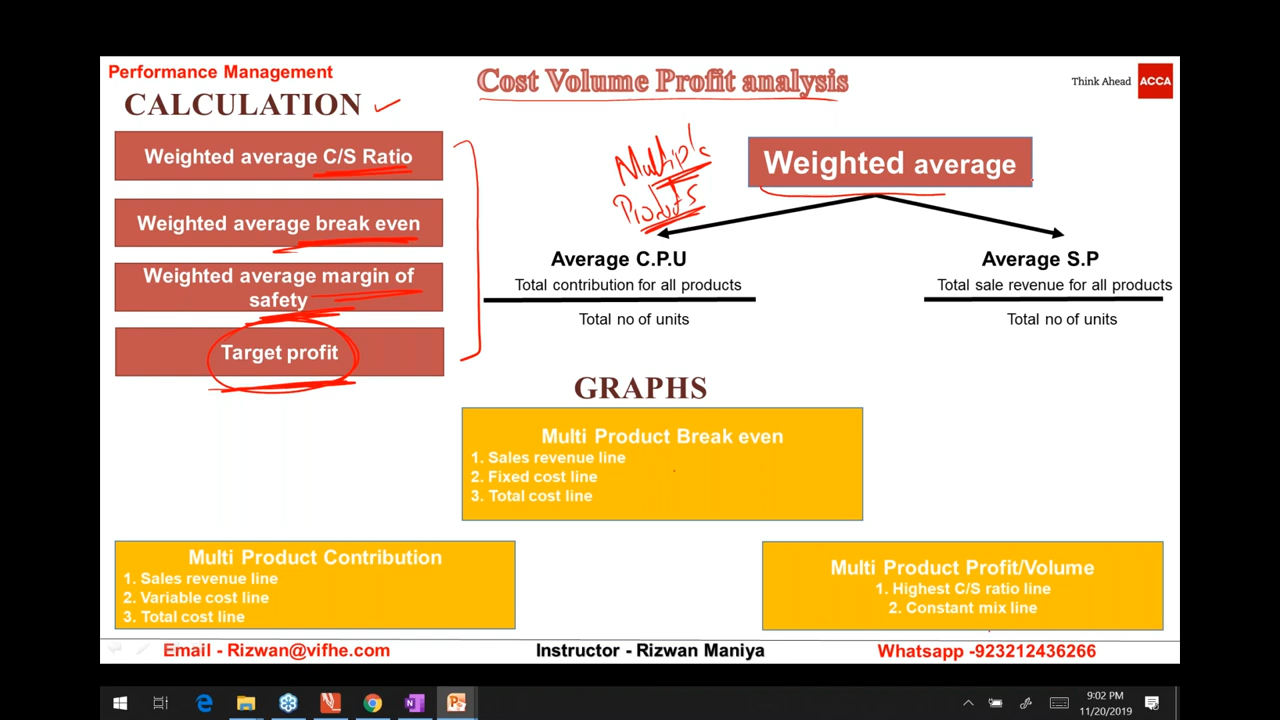 Performance Management
Cost Volume Profit analysis
Think Ahead ACCA
CALCULATION
Weighted average C/S Ratio
Weighted average break even
Weighted average margin of
safety
Target profit
Multiple
Products
Weighted average
Average C.P.U
Total contribution for all products
Total no of units
Average S.P
Total sale revenue for all products
Total no of units
GRAPHS
Multi Product Break even
1. Sales revenue line
2. Fixed cost line
3. Total cost line
Multi Product Contribution
1. Sales revenue line
2. Variable cost line
3. Total cost line
Multi Product Profit/Volume
1. Highest C/S ratio line
2. Constant mix line
Email - Rizwan@vifhe.com
Instructor - Rizwan Maniya
Whatsapp -923212436266
9:02 PM
11/20/2019